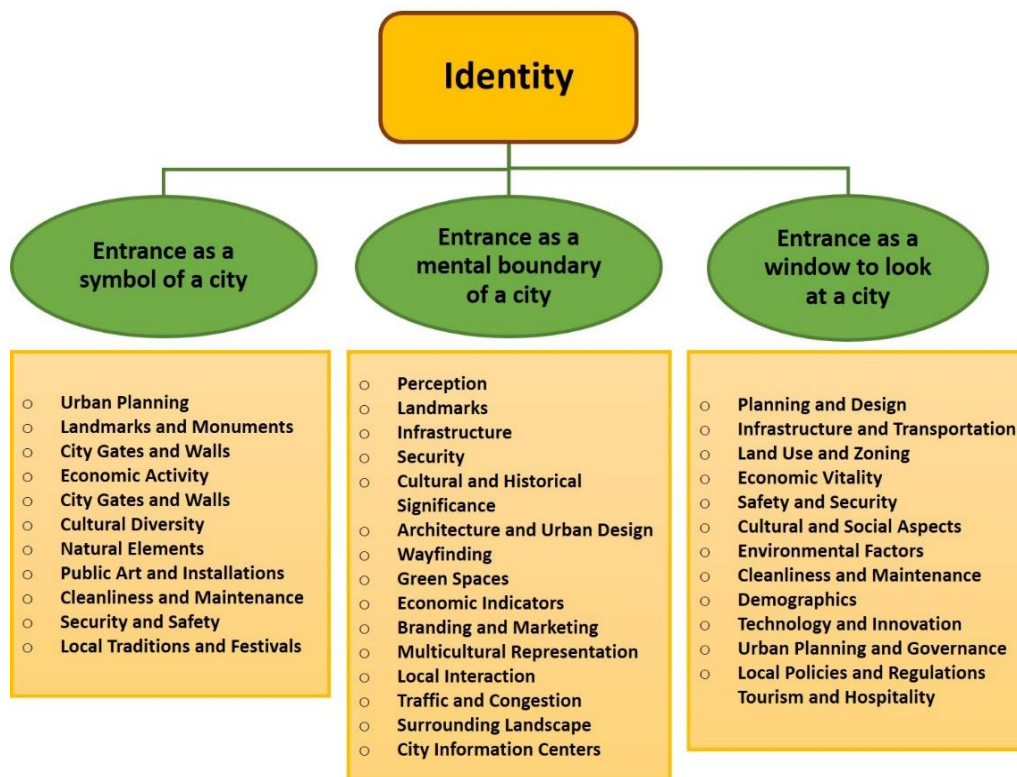 Identity
Entrance as a
symbol of a city
Entrance as a
mental boundary
of a city
Entrance as a
window to look
at a city
o Urban Planning
o Landmarks and Monuments
o City Gates and Walls
o Economic Activity
o City Gates and Walls
o Cultural Diversity
o Natural Elements
o Public Art and Installations
o Cleanliness and Maintenance
o Security and Safety
o Local Traditions and Festivals
o Perception
o Landmarks
o Infrastructure
o Security
o Cultural and Historical
Significance
o Architecture and Urban Design
o Wayfinding
o Green Spaces
o Economic Indicators
o Branding and Marketing
o Multicultural Representation
o Local Interaction
o Traffic and Congestion
o Surrounding Landscape
o City Information Centers
o Planning and Design
o Infrastructure and Transportation
o Land Use and Zoning
o Economic Vitality
o Safety and Security
o Cultural and Social Aspects
o Environmental Factors
o Cleanliness and Maintenance
o Demographics
o Technology and Innovation
o Urban Planning and Governance
o Local Policies and Regulations
Tourism and Hospitality